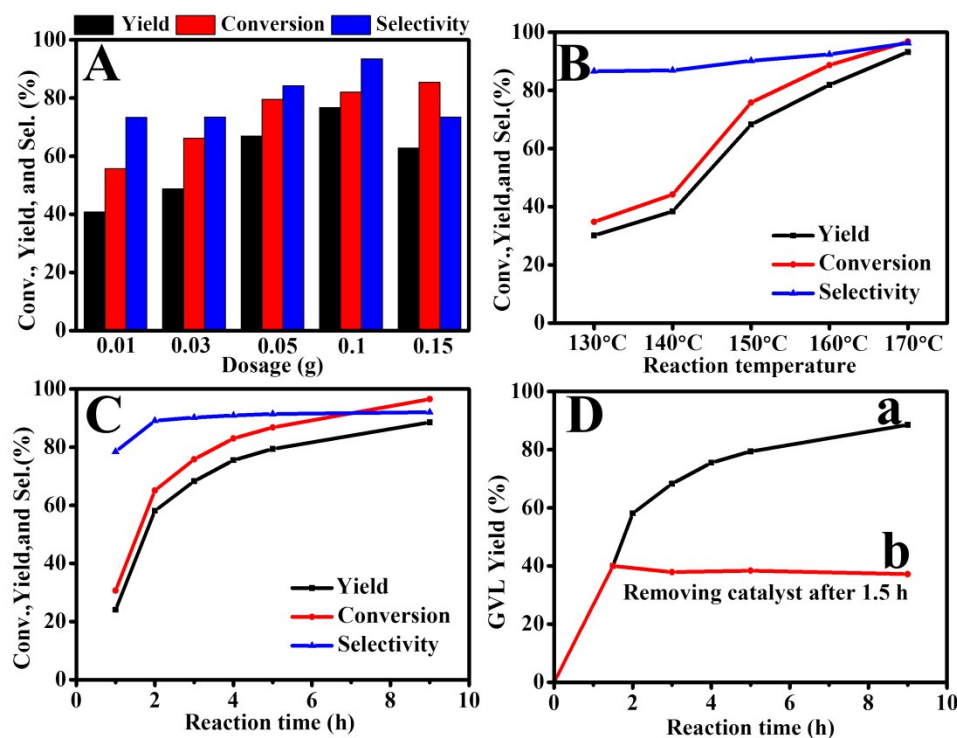 Yield Conversion Selectivity
A
Conv., Yield, and Sel. (%)
100
80
60
40
20
0
0.01 0.03 0.05 0.1 0.15
Dosage (g)
B
Conv.,Yield,and Sel.(%)
100
80
60
40
20
0
Yield
Conversion
Selectivity
130°C 140°C 150°C 160°C 170°C
Reaction temperature
C
Conv.,Yield,and Sel.(%)
100
80
60
40
20
0
Yield
Conversion
Selectivity
0 2 4 6 8 10
Reaction time (h)
D
GVL Yield (%)
100
80
60
40
20
0
a
b
Removing catalyst after 1.5 h
0 2 4 6 8 10
Reaction time (h)